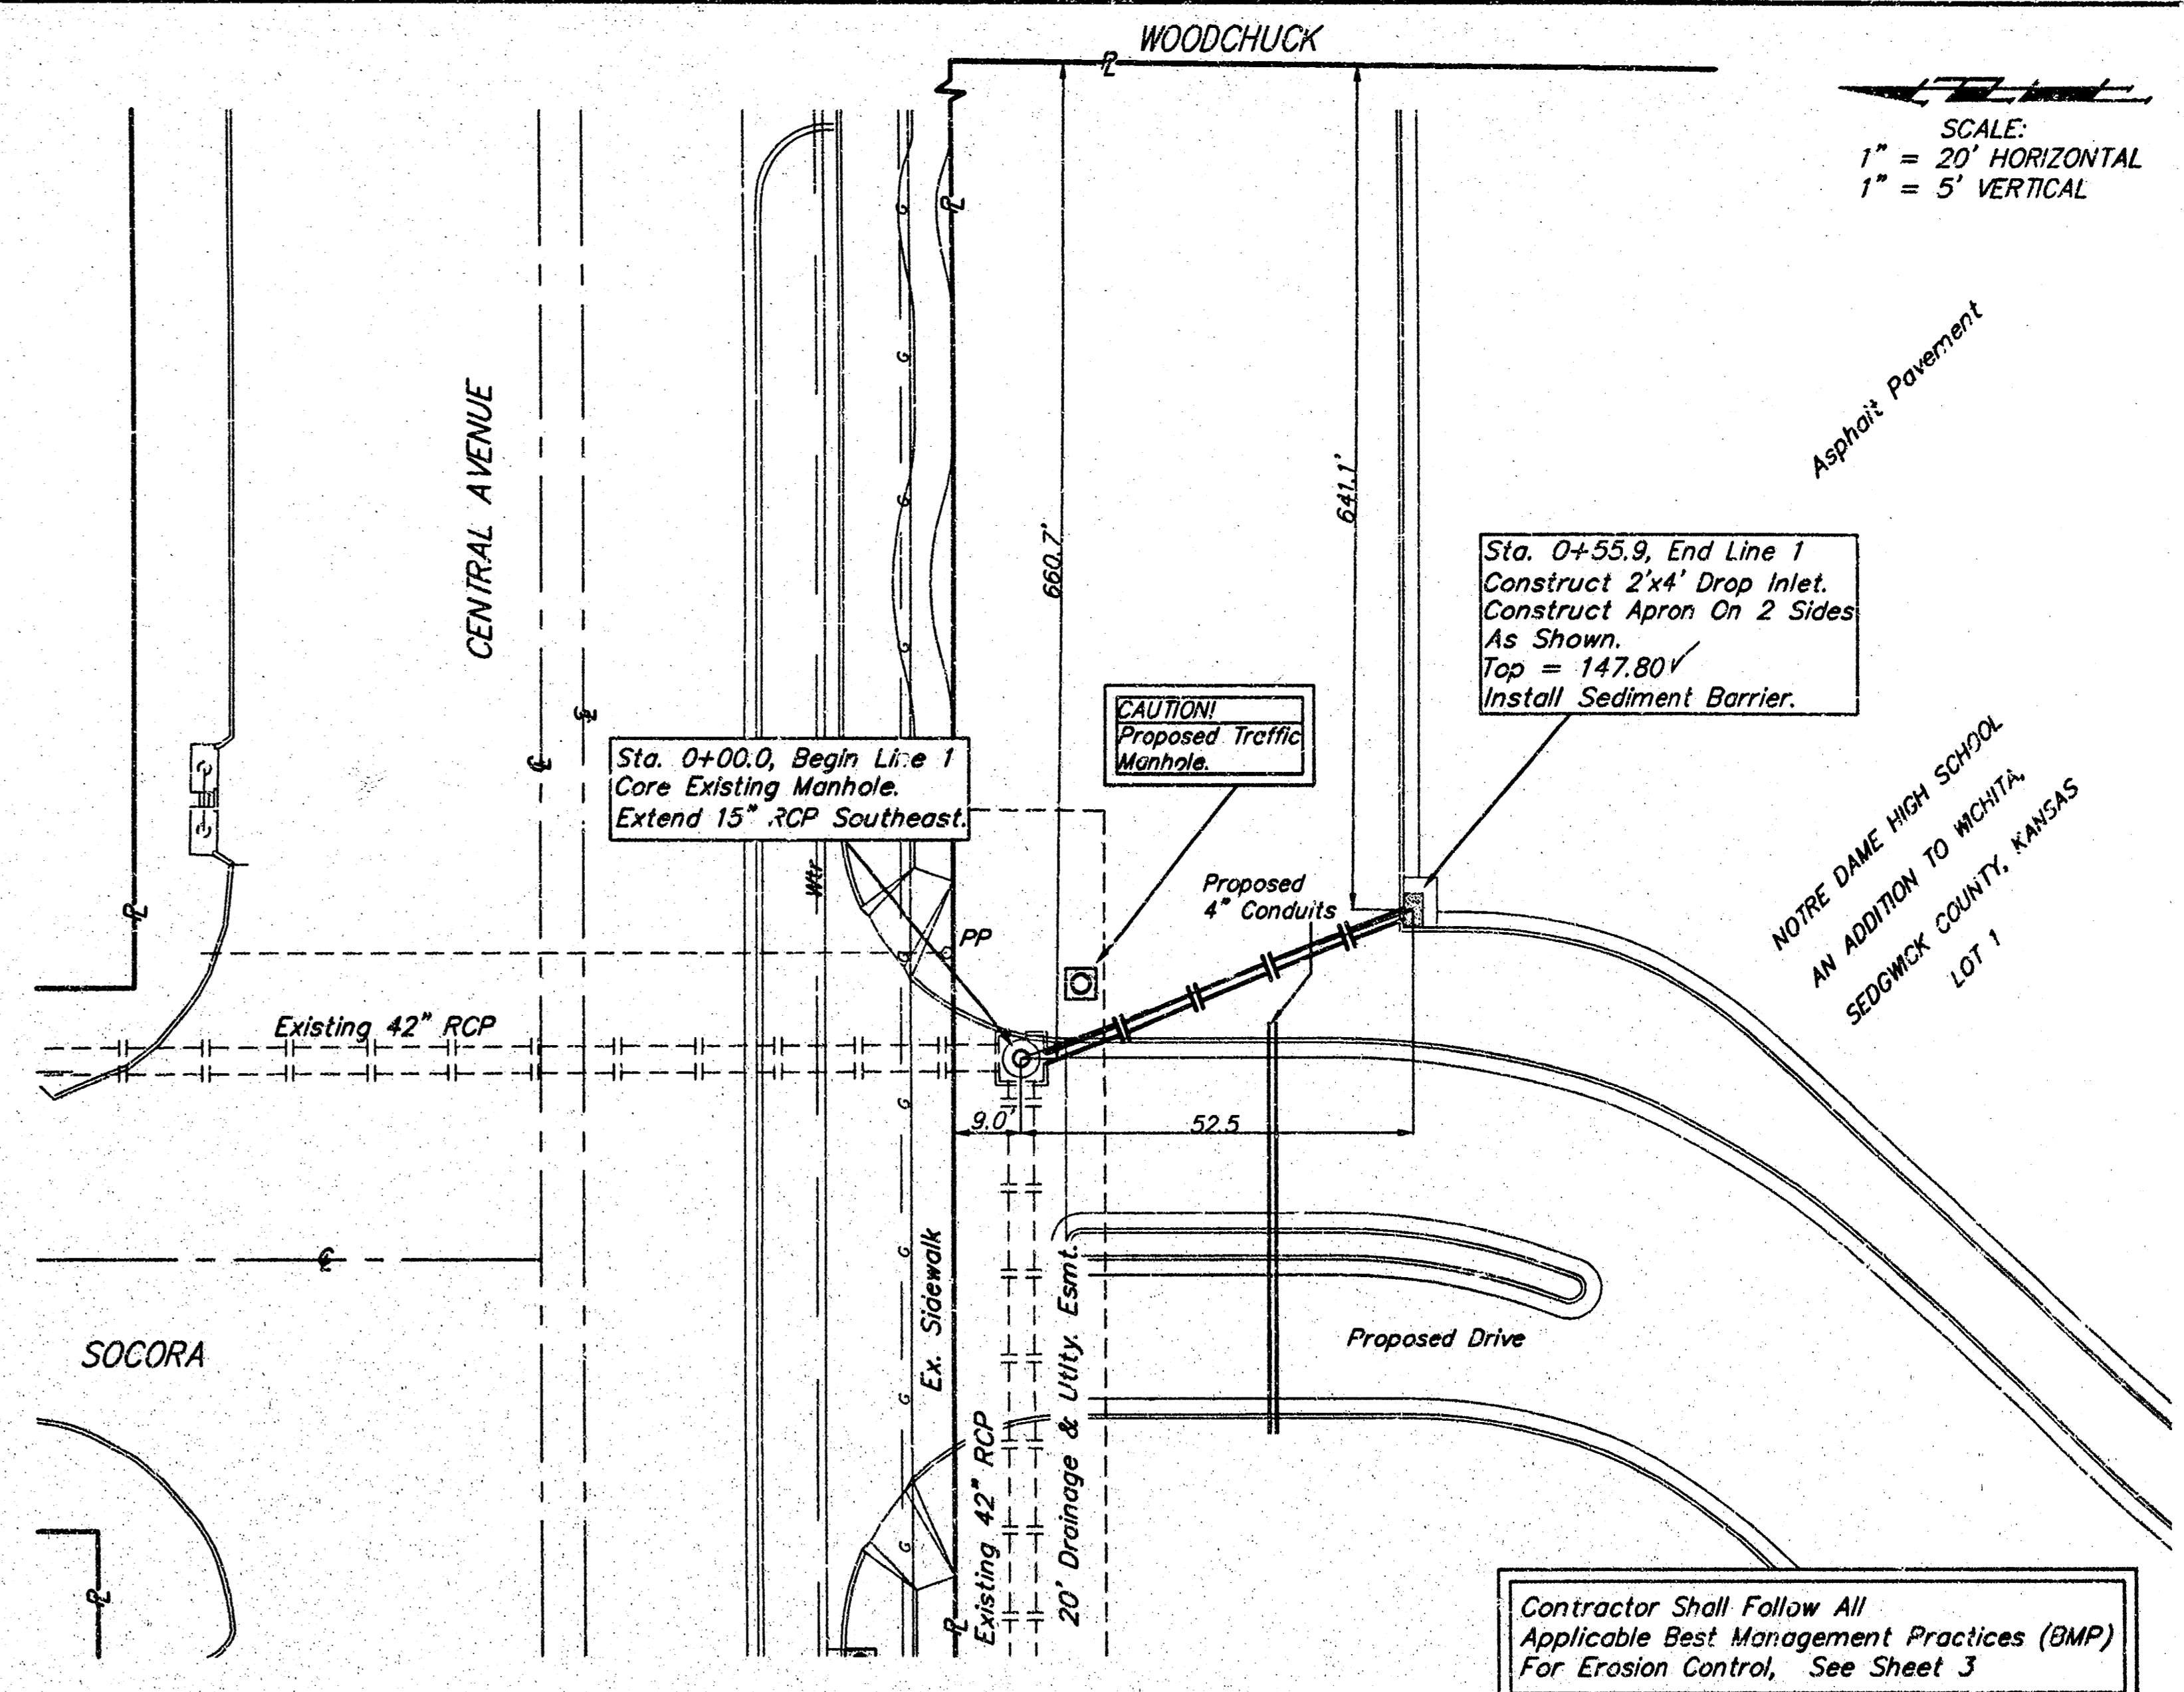 WOODCHUCK
SCALE:
1" = 20' HORIZONTAL
1" = 5' VERTICAL
CENTRAL AVENUE
660.7'
641.1'
Asphalt Pavement
Sta. 0+55.9, End Line 1
Construct 2'x4' Drop Inlet.
Construct Apron On 2 Sides
As Shown.
Top = 147.80
Install Sediment Barrier.
CAUTION!
Proposed Traffic
Manhole.
Sta. 0+00.0, Begin Line 1
Core Existing Manhole.
Extend 15" RCP Southeast.
Proposed
4" Conduits
NOTRE DAME HIGH SCHOOL
AN ADDITION TO WICHITA,
SEDGWICK COUNTY, KANSAS
LOT 1
Wtr
PP
G
G
G
G
G
G
G
G
G
Existing 42" RCP
9.0'
52.5
SOCORA
Ex. Sidewalk
Existing 42" RCP
20' Drainage & Utlty. Esmt.
Proposed Drive
Contractor Shall Follow All
Applicable Best Management Practices (BMP)
For Erosion Control, See Sheet 3